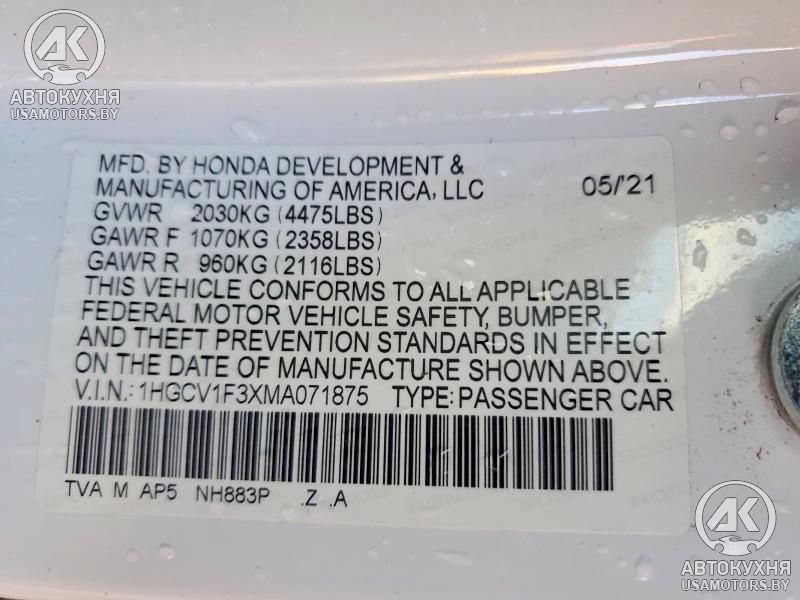 AK
АВТОКУХНЯ
USAMOTORS.BY
MFD. BY HONDA DEVELOPMENT &
MANUFACTURING OF AMERICA, LLC 05/'21
GVWR 2030KG (4475LBS)
GAWR F 1070KG (2358LBS)
GAWR R 960KG (2116LBS)
THIS VEHICLE CONFORMS TO ALL APPLICABLE
FEDERAL MOTOR VEHICLE SAFETY, BUMPER,
AND THEFT PREVENTION STANDARDS IN EFFECT
ON THE DATE OF MANUFACTURE SHOWN ABOVE.
V.I.N.: 1HGCV1F3XMA071875 TYPE: PASSENGER CAR
TVA M AP5 NH883P .Z .A
AK
АВТОКУХНЯ
USAMOTORS.BY